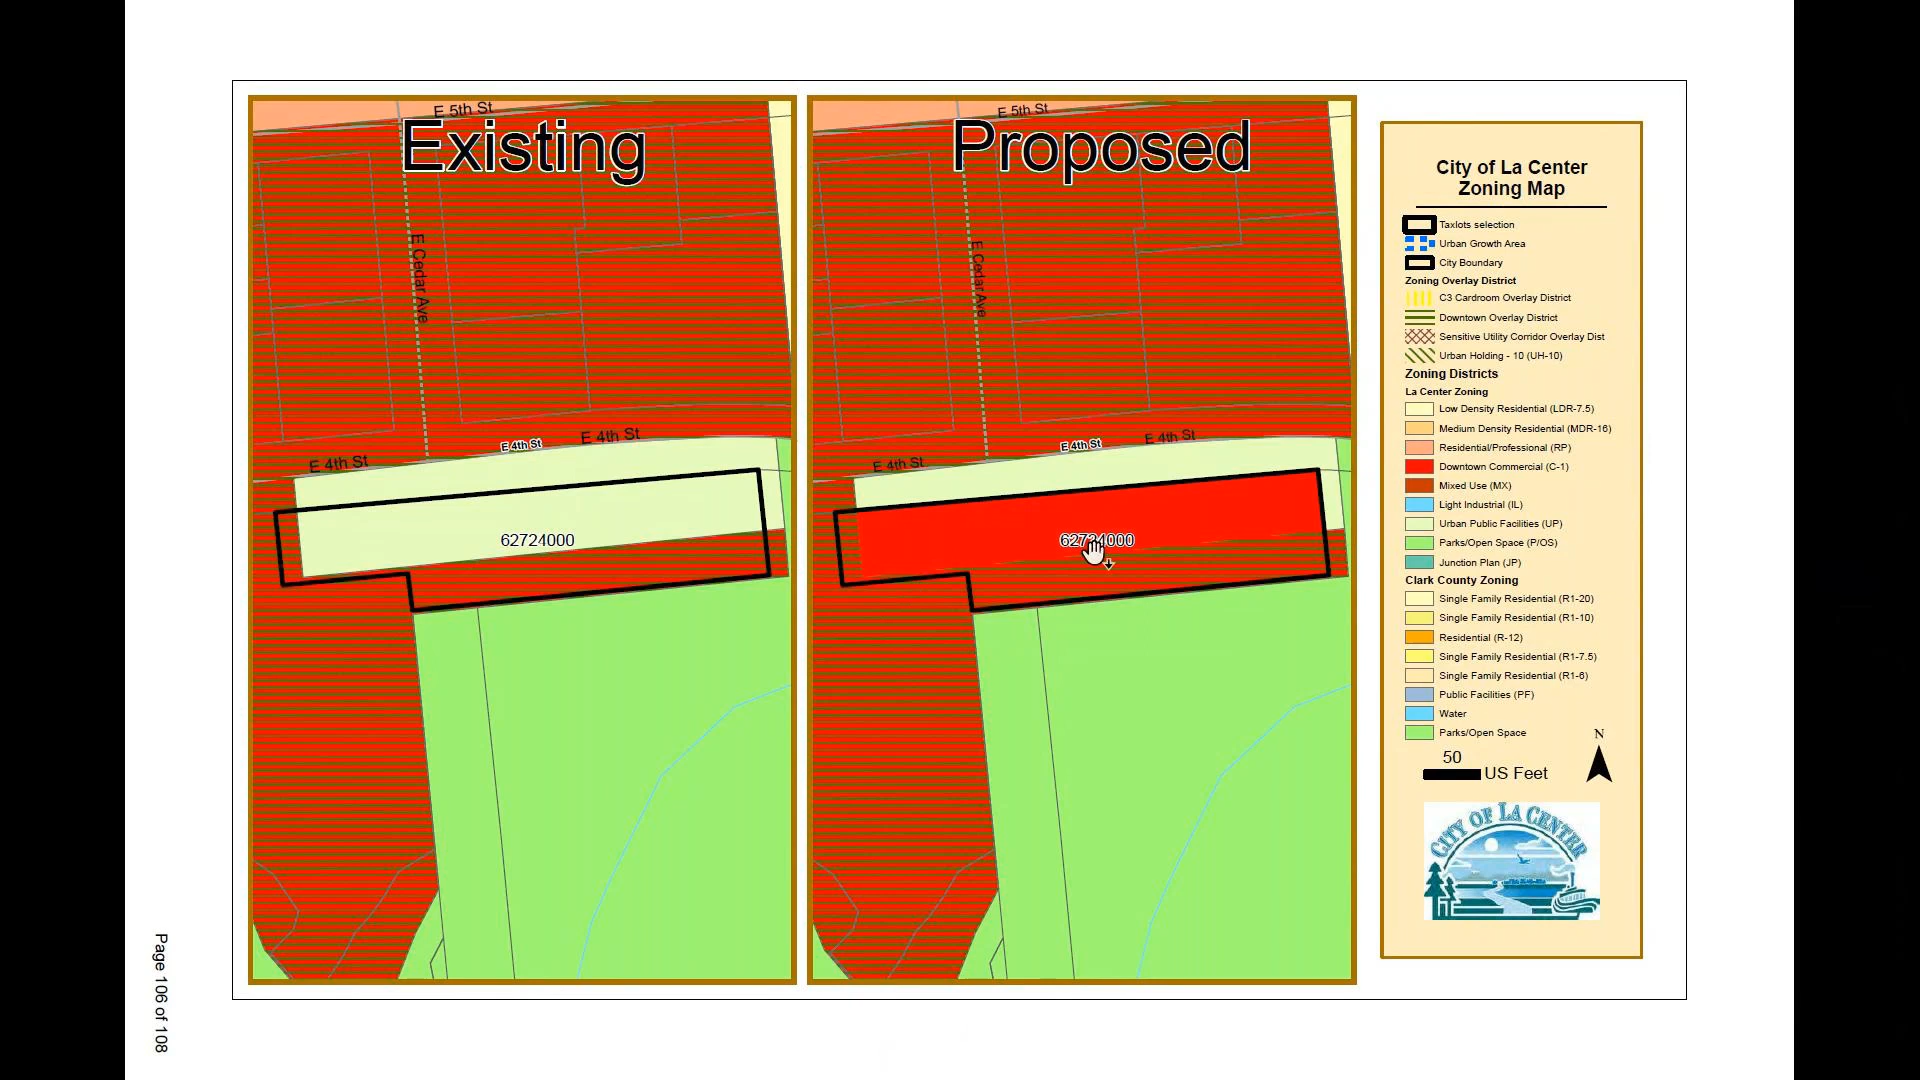 Existing
E 5th St
E Cedar Ave
E 4th St
E 4th St
E 4th St
62724000
Proposed
E 5th St
E Cedar Ave
E 4th St
E 4th St
E 4th St
City of La Center
Zoning Map
Taxlots selection
Urban Growth Area
City Boundary
Zoning Overlay District
C3 Cardroom Overlay District
Downtown Overlay District
Sensitive Utility Corridor Overlay Dist
Urban Holding - 10 (UH-10)
Zoning Districts
La Center Zoning
Low Density Residential (LDR-7.5)
Medium Density Residential (MDR-16)
Residential/Professional (RP)
Downtown Commercial (C-1)
Mixed Use (MX)
Light Industrial (IL)
Urban Public Facilities (UP)
Parks/Open Space (P/OS)
Junction Plan (JP)
Clark County Zoning
Single Family Residential (R1-20)
Single Family Residential (R1-10)
Residential (R-12)
Single Family Residential (R1-7.5)
Single Family Residential (R1-6)
Public Facilities (PF)
Water
Parks/Open Space
N
50
US Feet
CITY OF LA CENTER
Page 106 of 108